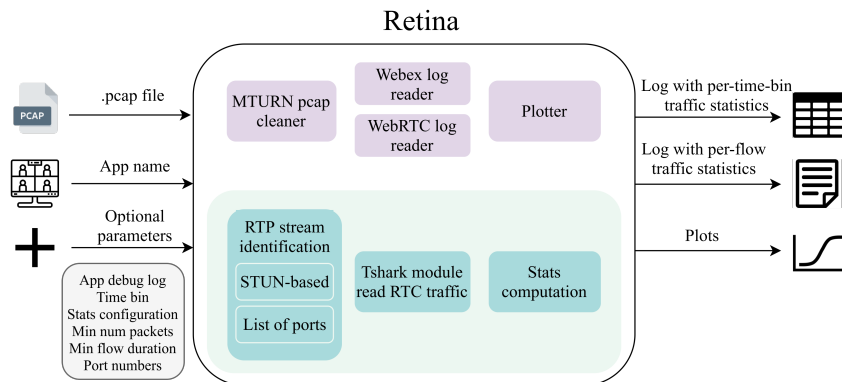 Retina
.pcap file
PCAP
App name
Optional
parameters
App debug log
Time bin
Stats configuration
Min num packets
Min flow duration
Port numbers
MTURN pcap
cleaner
Webex log
reader
WebRTC log
reader
Plotter
RTP stream
identification
STUN-based
List of ports
Tshark module
read RTC traffic
Stats
computation
Log with per-time-bin
traffic statistics
Log with per-flow
traffic statistics
Plots